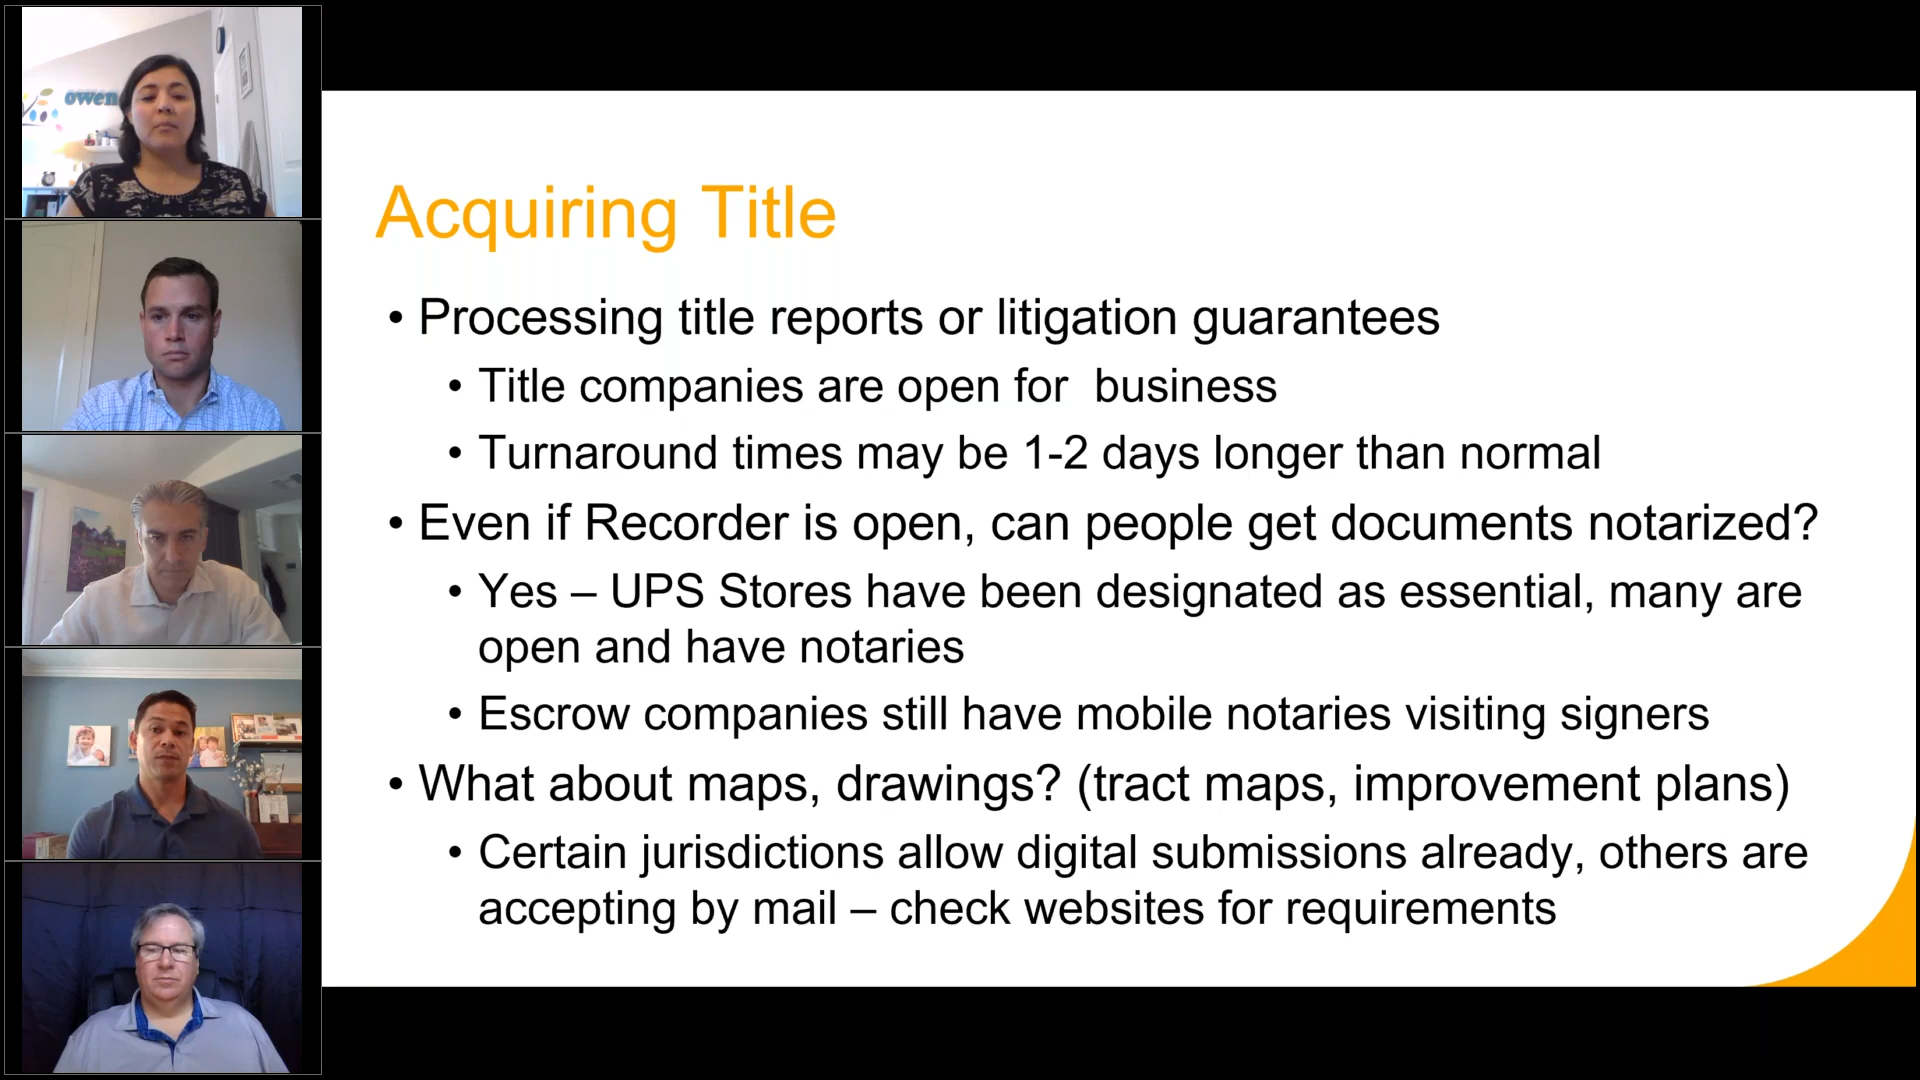 owen
Acquiring Title
• Processing title reports or litigation guarantees
• Title companies are open for  business
• Turnaround times may be 1-2 days longer than normal
• Even if Recorder is open, can people get documents notarized?
• Yes – UPS Stores have been designated as essential, many are
open and have notaries
• Escrow companies still have mobile notaries visiting signers
• What about maps, drawings? (tract maps, improvement plans)
• Certain jurisdictions allow digital submissions already, others are
accepting by mail – check websites for requirements